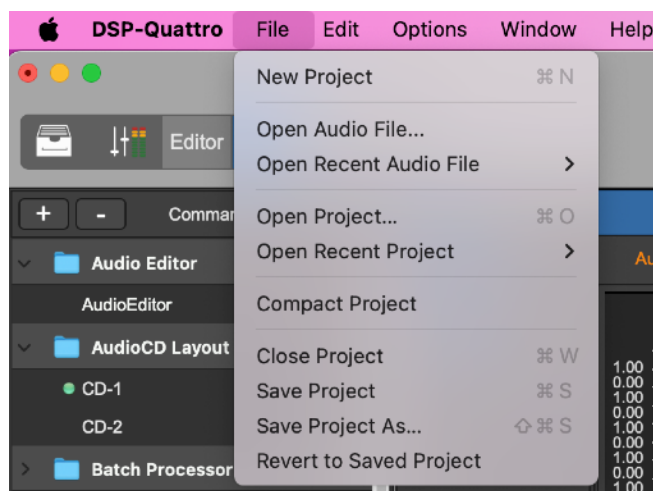 DSP-Quattro File Edit Options Window Help
New Project ⌘ N
Open Audio File...
Editor
Open Recent Audio File
+ - Comman
Open Project... ⌘ O
Open Recent Project
Au
Audio Editor
AudioEditor
Compact Project
AudioCD Layout
Close Project ⌘ W
1.00
0.00
CD-1
Save Project ⌘ S
1.00
0.00
CD-2
Save Project As... ⇧ ⌘ S
1.00
0.00
Batch Processor
Revert to Saved Project
1.00
0.00
1.00